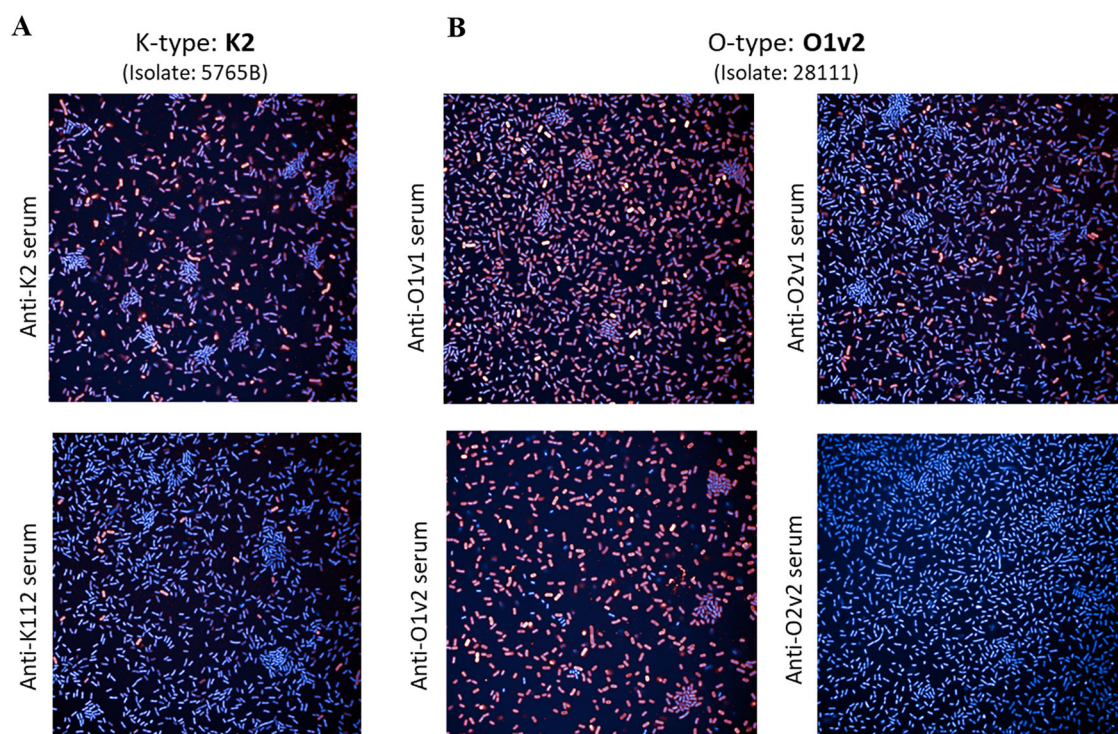 A
K-type: K2
(Isolate: 5765B)
B
O-type: O1v2
(Isolate: 28111)
Anti-K2 serum
Anti-O1v1 serum
Anti-O2v1 serum
Anti-K112 serum
Anti-O1v2 serum
Anti-O2v2 serum